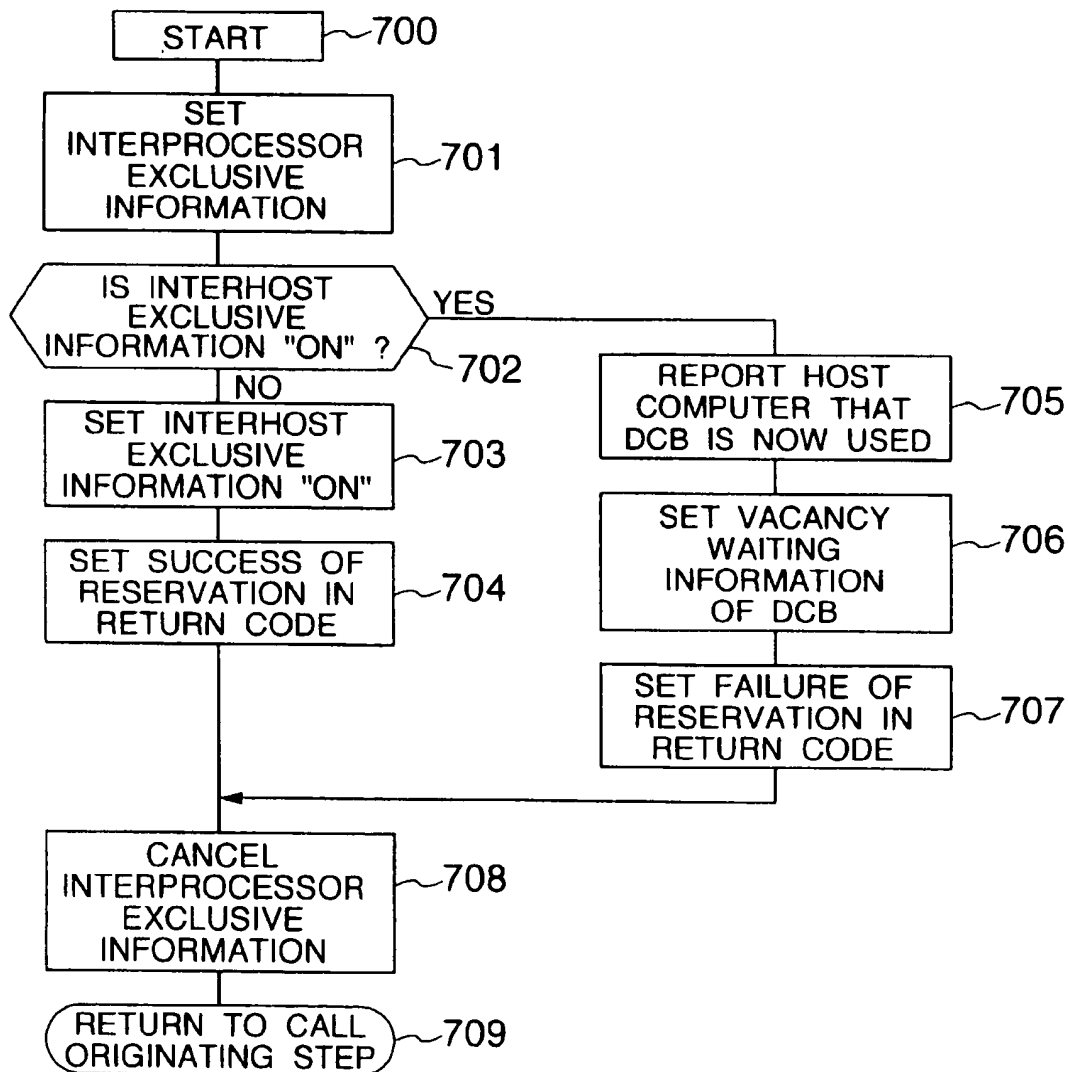 START
700
SET
INTERPROCESSOR
EXCLUSIVE
INFORMATION
701
IS INTERHOST
EXCLUSIVE
INFORMATION "ON" ?
702
YES
NO
SET INTERHOST
EXCLUSIVE
INFORMATION "ON"
703
SET SUCCESS OF
RESERVATION IN
RETURN CODE
704
REPORT HOST
COMPUTER THAT
DCB IS NOW USED
705
SET VACANCY
WAITING
INFORMATION
OF DCB
706
SET FAILURE OF
RESERVATION IN
RETURN CODE
707
CANCEL
INTERPROCESSOR
EXCLUSIVE
INFORMATION
708
RETURN TO CALL
ORIGINATING STEP
709